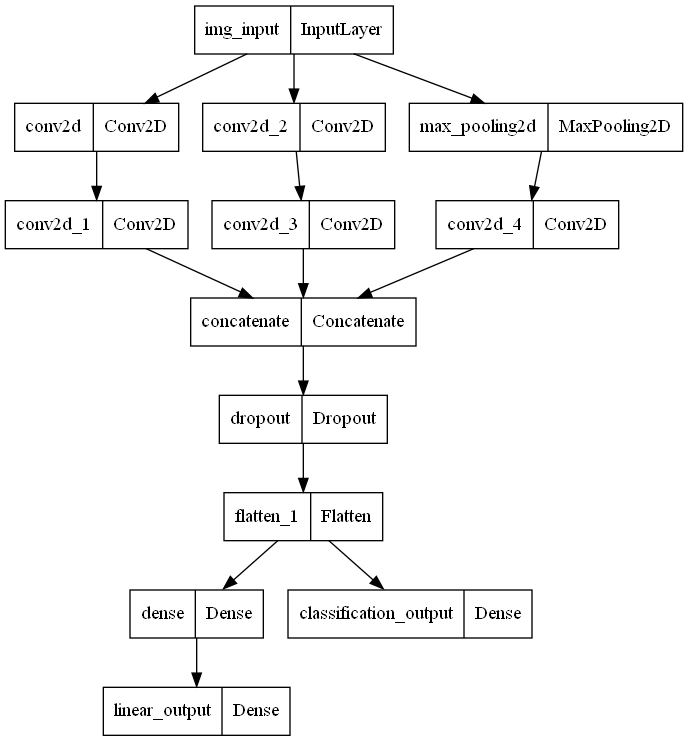 img_input InputLayer
conv2d Conv2D conv2d_2 Conv2D max_pooling2d MaxPooling2D
conv2d_1 Conv2D conv2d_3 Conv2D conv2d_4 Conv2D
concatenate Concatenate
dropout Dropout
flatten_1 Flatten
dense Dense classification_output Dense
linear_output Dense